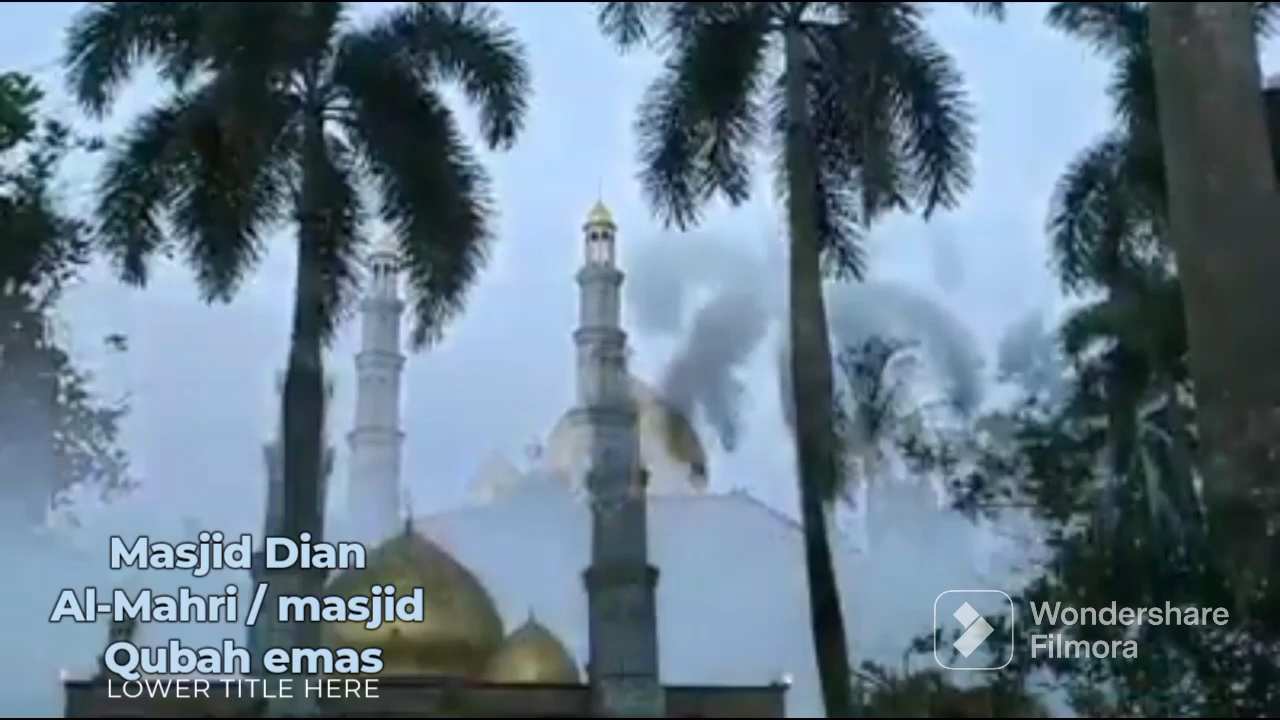 Masjid Dian
Al-Mahri / masjid
Qubah emas
LOWER TITLE HERE
Wondershare
Filmora